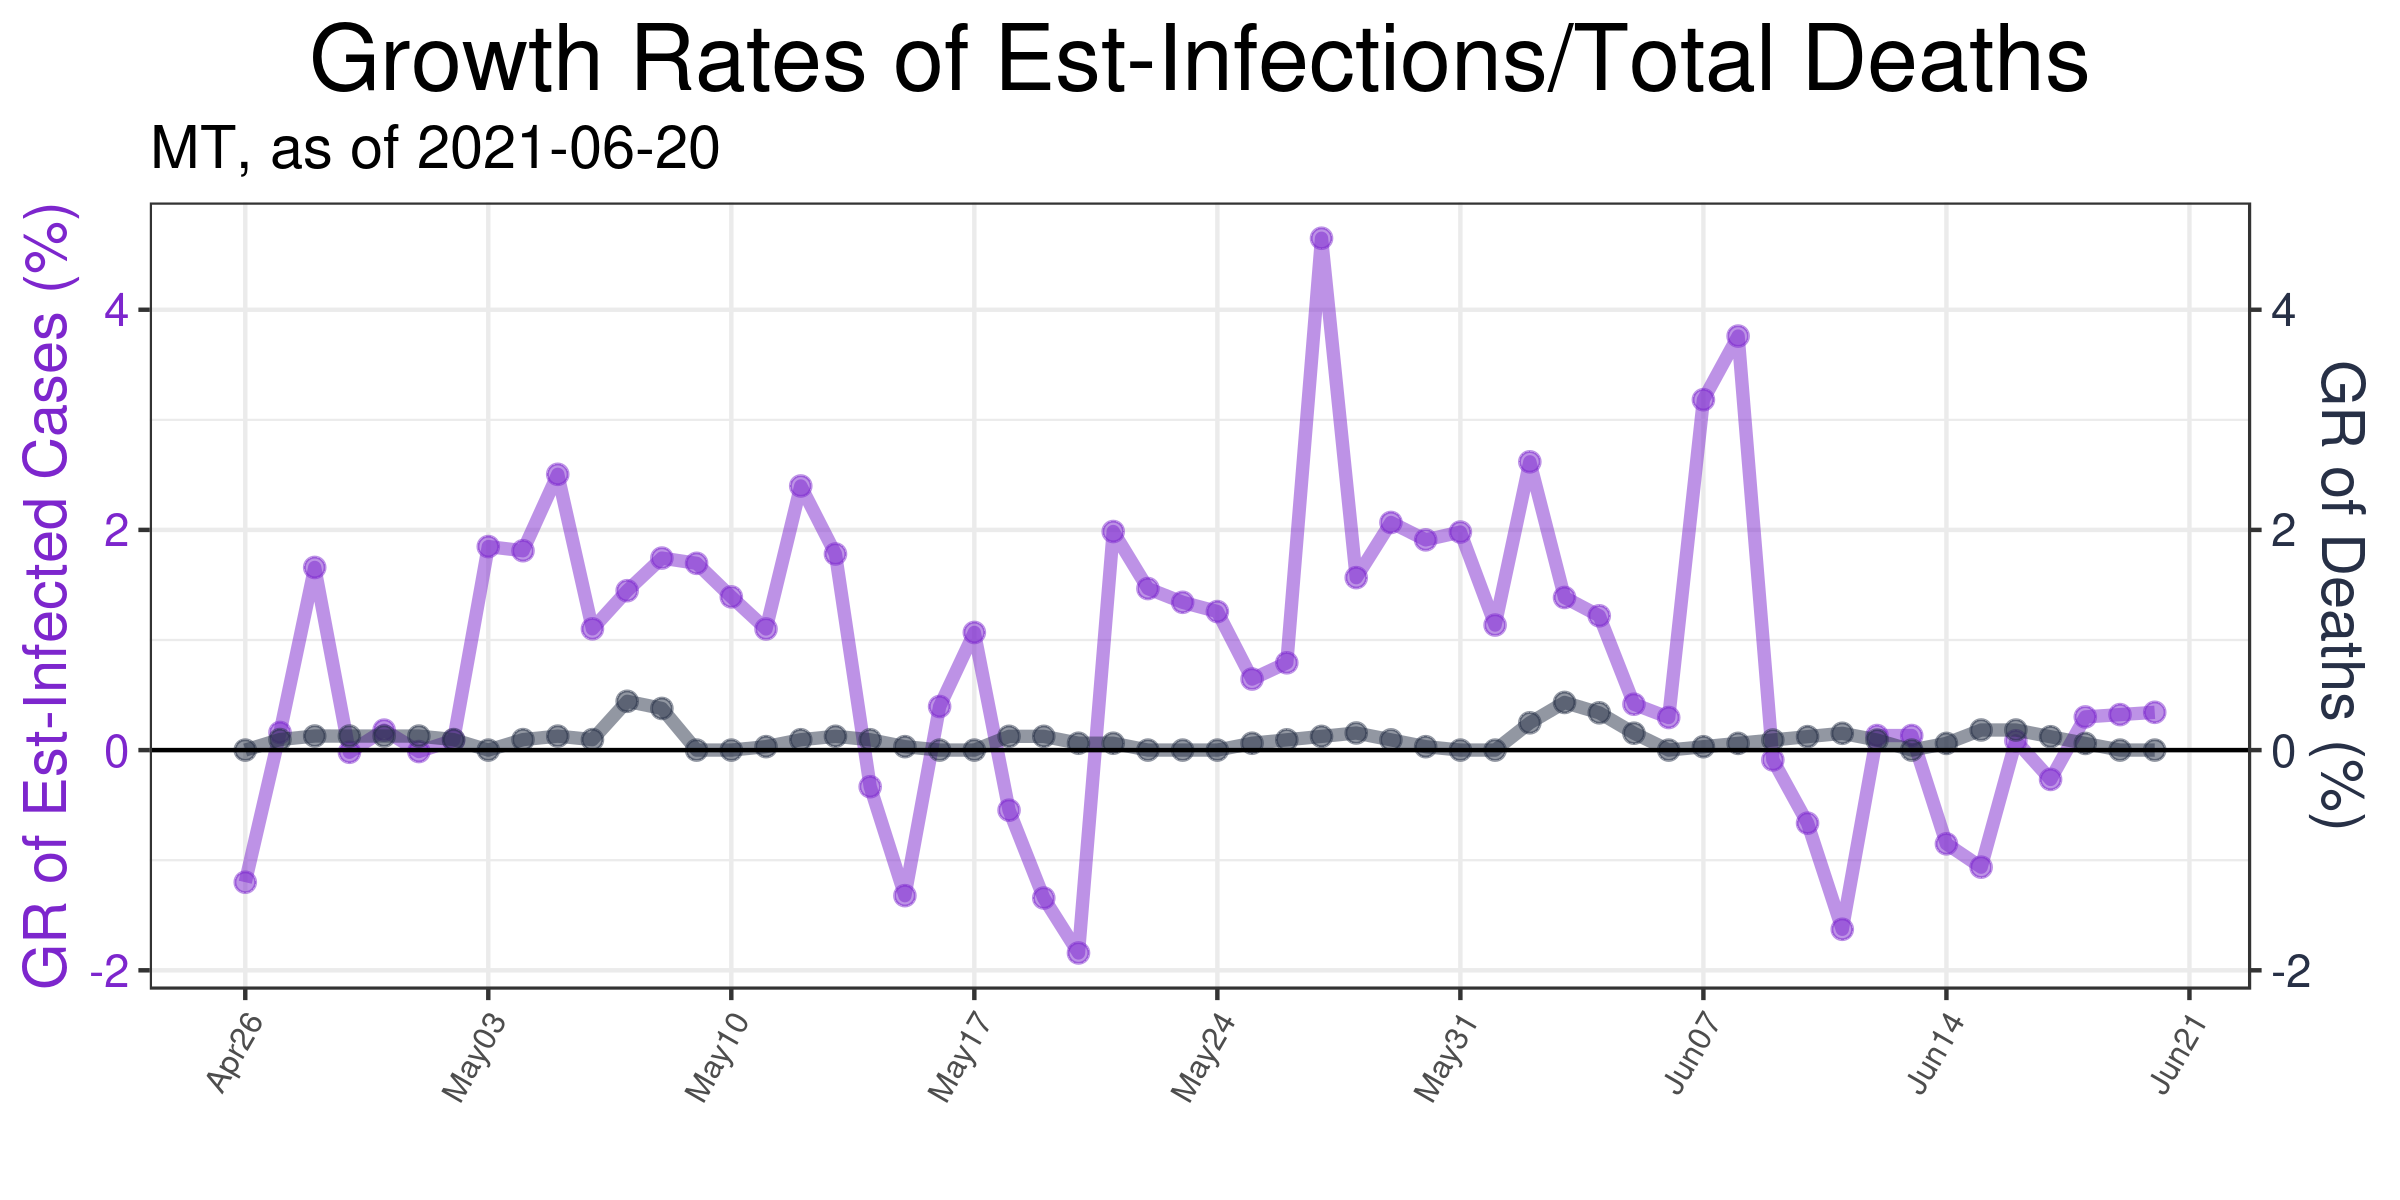 Growth Rates of Est-Infections/Total Deaths
MT, as of 2021-06-20
GR of Est-Infected Cases (%)
4
2
0
-2
4
2
0
-2
GR of Deaths (%)
Apr26
May03
May10
May17
May24
May31
Jun07
Jun14
Jun21